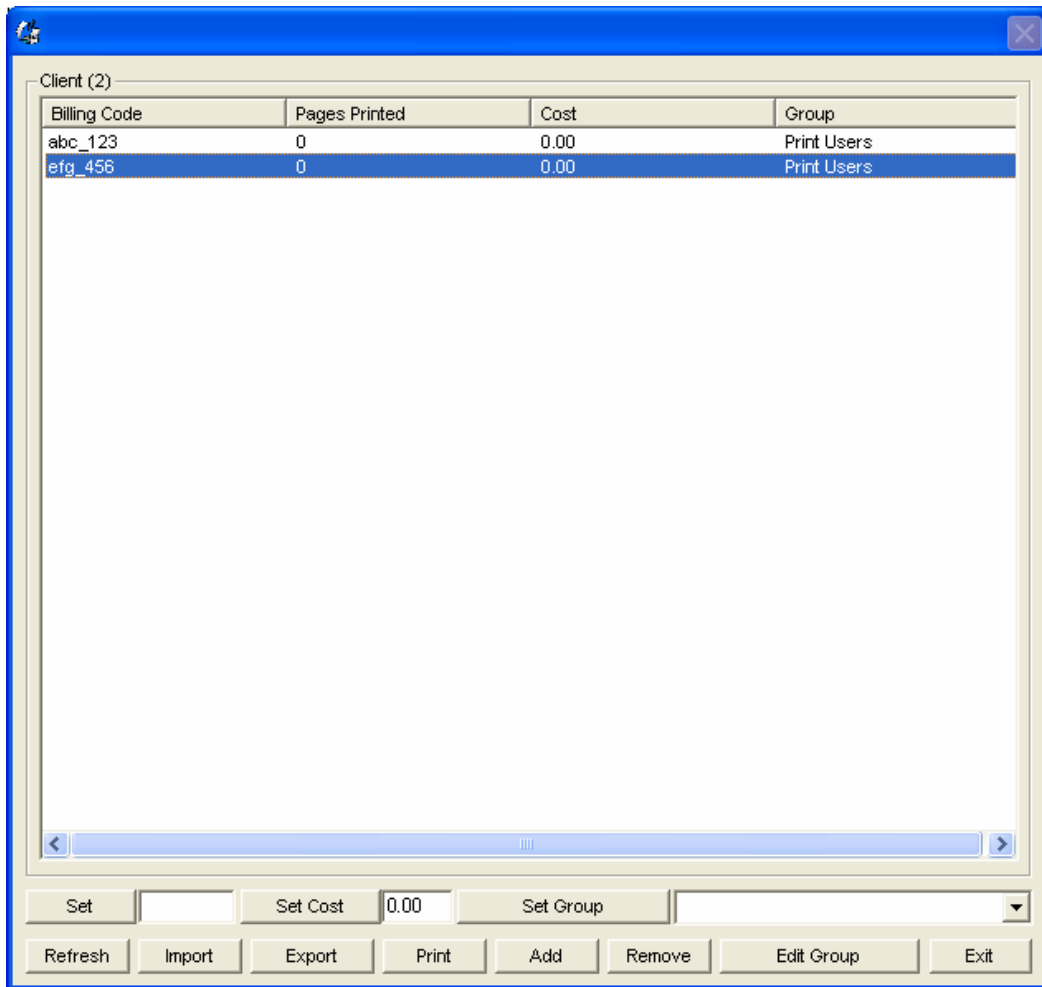 Client (2)
Billing Code Pages Printed Cost Group
abc_123 0 0.00 Print Users
efg_456 0 0.00 Print Users
Set Set Cost 0.00 Set Group
Refresh Import Export Print Add Remove Edit Group Exit